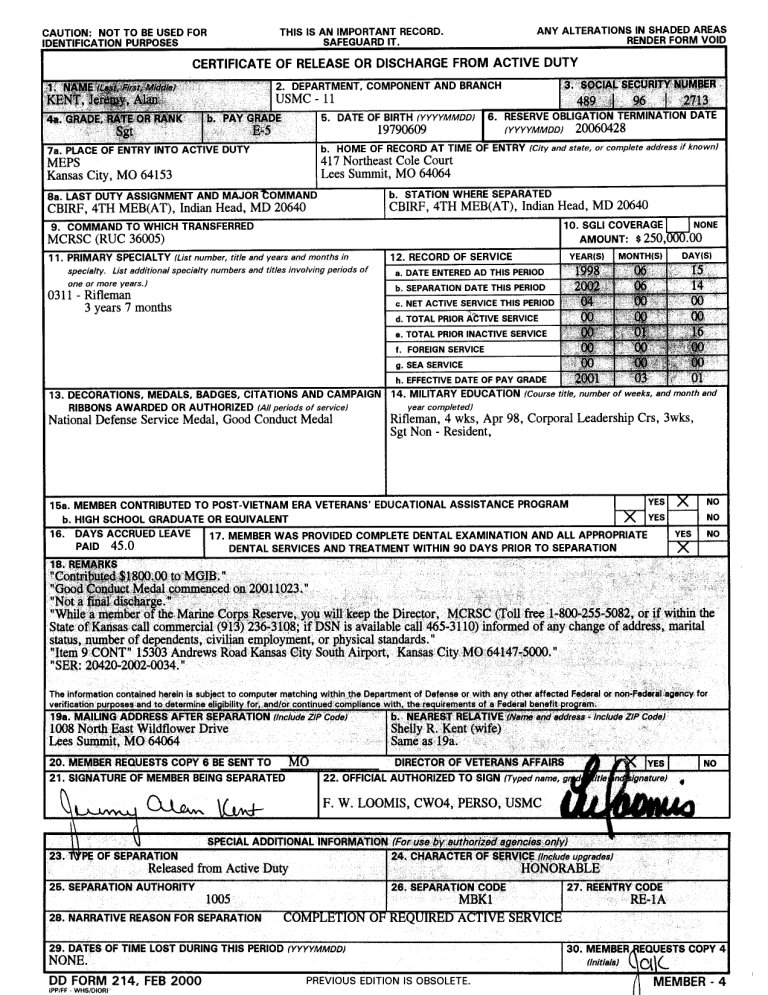 CAUTION: NOT TO BE USED FOR IDENTIFICATION PURPOSES
THIS IS AN IMPORTANT RECORD. SAFEGUARD IT.
ANY ALTERATIONS IN SHADED AREAS RENDER FORM VOID
CERTIFICATE OF RELEASE OR DISCHARGE FROM ACTIVE DUTY
1. NAME (Last, First, Middle)
KENT, Jeremy, Alan
2. DEPARTMENT, COMPONENT AND BRANCH
USMC - 11
3. SOCIAL SECURITY NUMBER
489 96 2713
4a. GRADE, RATE OR RANK
Sgt
b. PAY GRADE
E-5
5. DATE OF BIRTH (YYYYMMDD)
19790609
6. RESERVE OBLIGATION TERMINATION DATE
(YYYYMMDD) 20060428
7a. PLACE OF ENTRY INTO ACTIVE DUTY
MEPS
Kansas City, MO 64153
b. HOME OF RECORD AT TIME OF ENTRY (City and state, or complete address if known)
417 Northeast Cole Court
Lees Summit, MO 64064
8a. LAST DUTY ASSIGNMENT AND MAJOR COMMAND
CBIRF, 4TH MEB(AT), Indian Head, MD 20640
b. STATION WHERE SEPARATED
CBIRF, 4TH MEB(AT), Indian Head, MD 20640
9. COMMAND TO WHICH TRANSFERRED
MCRSC (RUC 36005)
10. SGLI COVERAGE NONE
AMOUNT: $ 250,000.00
11. PRIMARY SPECIALTY (List number, title and years and months in
specialty. List additional specialty numbers and titles involving periods of
one or more years.)
0311 - Rifleman
3 years 7 months
12. RECORD OF SERVICE YEAR(S) MONTH(S) DAY(S)
a. DATE ENTERED AD THIS PERIOD 1998 06 15
b. SEPARATION DATE THIS PERIOD 2002 06 14
c. NET ACTIVE SERVICE THIS PERIOD 04 00 00
d. TOTAL PRIOR ACTIVE SERVICE 00 00 00
e. TOTAL PRIOR INACTIVE SERVICE 00 01 16
f. FOREIGN SERVICE 00 00 00
g. SEA SERVICE 00 00 00
h. EFFECTIVE DATE OF PAY GRADE 2001 03 01
13. DECORATIONS, MEDALS, BADGES, CITATIONS AND CAMPAIGN
RIBBONS AWARDED OR AUTHORIZED (All periods of service)
National Defense Service Medal, Good Conduct Medal
14. MILITARY EDUCATION (Course title, number of weeks, and month and
year completed)
Rifleman, 4 wks, Apr 98, Corporal Leadership Crs, 3wks,
Sgt Non - Resident,
15a. MEMBER CONTRIBUTED TO POST-VIETNAM ERA VETERANS' EDUCATIONAL ASSISTANCE PROGRAM YES X NO
b. HIGH SCHOOL GRADUATE OR EQUIVALENT X YES NO
16. DAYS ACCRUED LEAVE
PAID 45.0
17. MEMBER WAS PROVIDED COMPLETE DENTAL EXAMINATION AND ALL APPROPRIATE YES NO
DENTAL SERVICES AND TREATMENT WITHIN 90 DAYS PRIOR TO SEPARATION X
18. REMARKS
"Contributed $1800.00 to MGIB."
"Good Conduct Medal commenced on 20011023."
"Not a final discharge."
"While a member of the Marine Corps Reserve, you will keep the Director, MCRSC (Toll free 1-800-255-5082, or if within the
State of Kansas call commercial (913) 236-3108; if DSN is available call 465-3110) informed of any change of address, marital
status, number of dependents, civilian employment, or physical standards."
"Item 9 CONT" 15303 Andrews Road Kansas City South Airport, Kansas City MO 64147-5000."
"SER: 20420-2002-0034."
The information contained herein is subject to computer matching within the Department of Defense or with any other affected Federal or non-Federal agency for
verification purposes and to determine eligibility for, and/or continued compliance with, the requirements of a Federal benefit program.
19a. MAILING ADDRESS AFTER SEPARATION (Include ZIP Code)
1008 North East Wildflower Drive
Lees Summit, MO 64064
b. NEAREST RELATIVE (Name and address - include ZIP Code)
Shelly R. Kent (wife)
Same as 19a.
20. MEMBER REQUESTS COPY 6 BE SENT TO MO DIRECTOR OF VETERANS AFFAIRS X YES NO
21. SIGNATURE OF MEMBER BEING SEPARATED
Jeremy Alan Kent
22. OFFICIAL AUTHORIZED TO SIGN (Typed name, grade, title and signature)
F. W. LOOMIS, CWO4, PERSO, USMC
SPECIAL ADDITIONAL INFORMATION (For use by authorized agencies only)
23. TYPE OF SEPARATION
Released from Active Duty
24. CHARACTER OF SERVICE (Include upgrades)
HONORABLE
25. SEPARATION AUTHORITY
1005
26. SEPARATION CODE
MBK1
27. REENTRY CODE
RE-1A
28. NARRATIVE REASON FOR SEPARATION COMPLETION OF REQUIRED ACTIVE SERVICE
29. DATES OF TIME LOST DURING THIS PERIOD (YYYYMMDD)
NONE.
30. MEMBER REQUESTS COPY 4
(Initials) JAK
DD FORM 214, FEB 2000
(PP/FF - WHS/DIOR)
PREVIOUS EDITION IS OBSOLETE.
MEMBER - 4